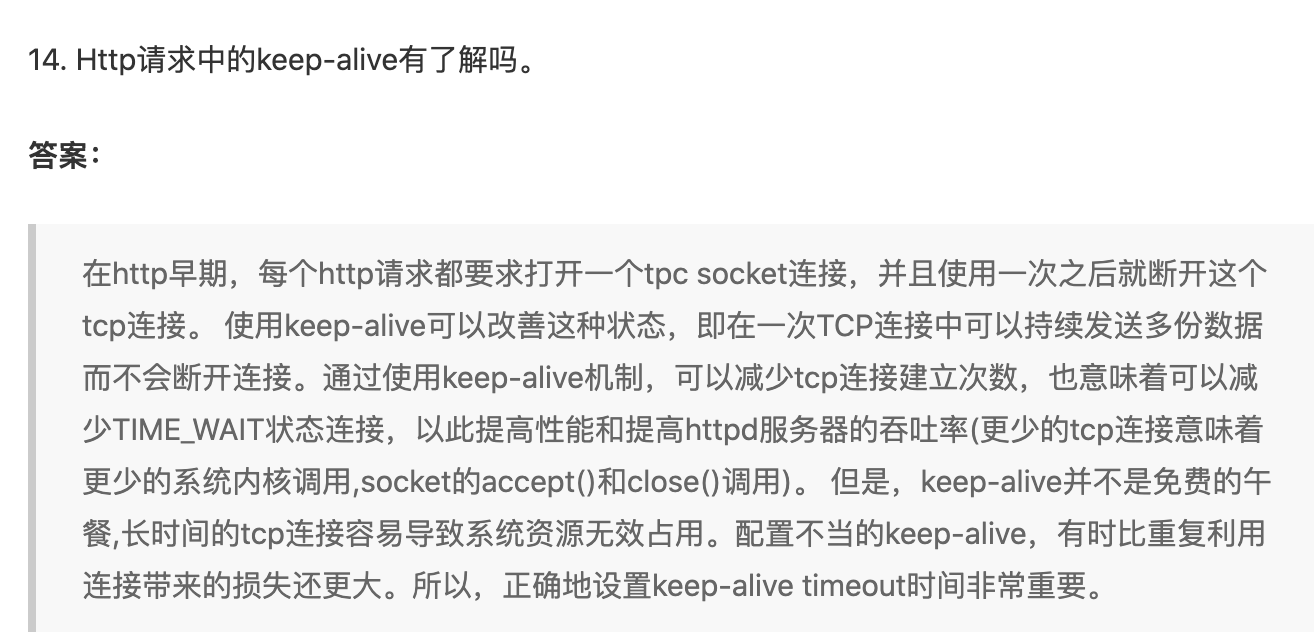 14. Http请求中的keep-alive有了解吗。
答案：
在http早期，每个http请求都要求打开一个tpc socket连接，并且使用一次之后就断开这个
tcp连接。 使用keep-alive可以改善这种状态，即在一次TCP连接中可以持续发送多份数据
而不会断开连接。通过使用keep-alive机制，可以减少tcp连接建立次数，也意味着可以减
少TIME_WAIT状态连接，以此提高性能和提高httpd服务器的吞吐率(更少的tcp连接意味着
更少的系统内核调用,socket的accept()和close()调用)。 但是，keep-alive并不是免费的午
餐,长时间的tcp连接容易导致系统资源无效占用。配置不当的keep-alive，有时比重复利用
连接带来的损失还更大。所以，正确地设置keep-alive timeout时间非常重要。